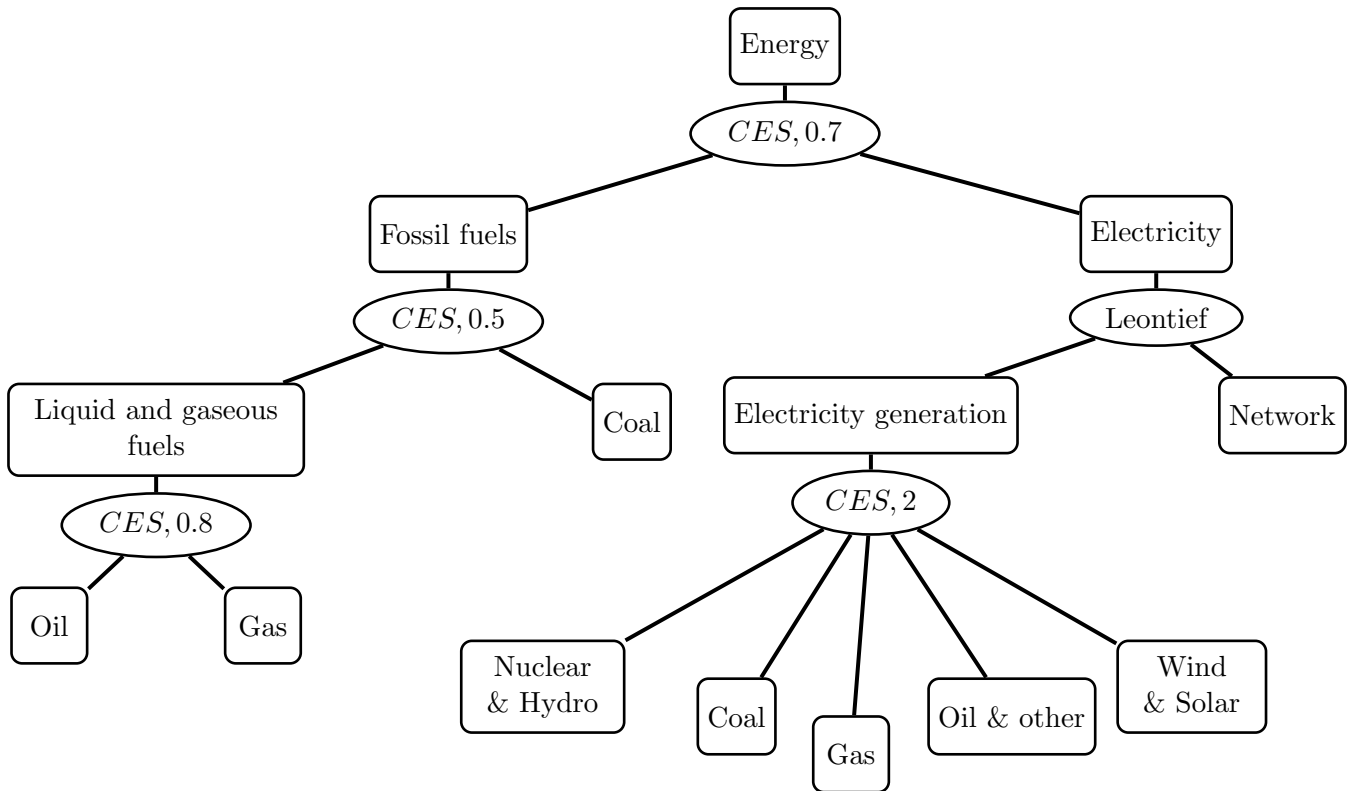 Energy
CES, 0.7
Fossil fuels
Electricity
CES, 0.5
Leontief
Liquid and gaseous
fuels
Coal
Electricity generation
Network
CES, 0.8
CES, 2
Oil
Gas
Nuclear
& Hydro
Coal
Gas
Oil & other
Wind
& Solar